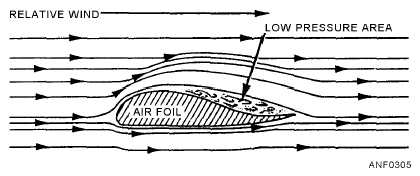 RELATIVE WIND
LOW PRESSURE AREA
AIR FOIL
ANF0305